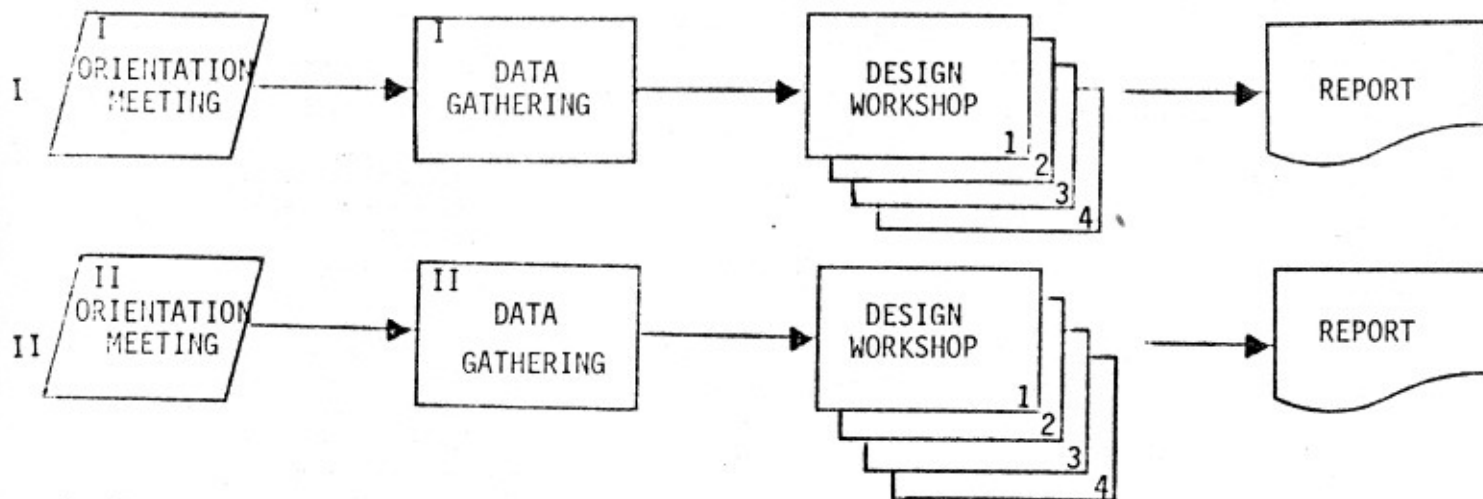 I
I
ORIENTATION
MEETING
I
DATA
GATHERING
DESIGN
WORKSHOP
1
2
3
4
REPORT
II
II
ORIENTATION
MEETING
II
DATA
GATHERING
DESIGN
WORKSHOP
1
2
3
4
REPORT